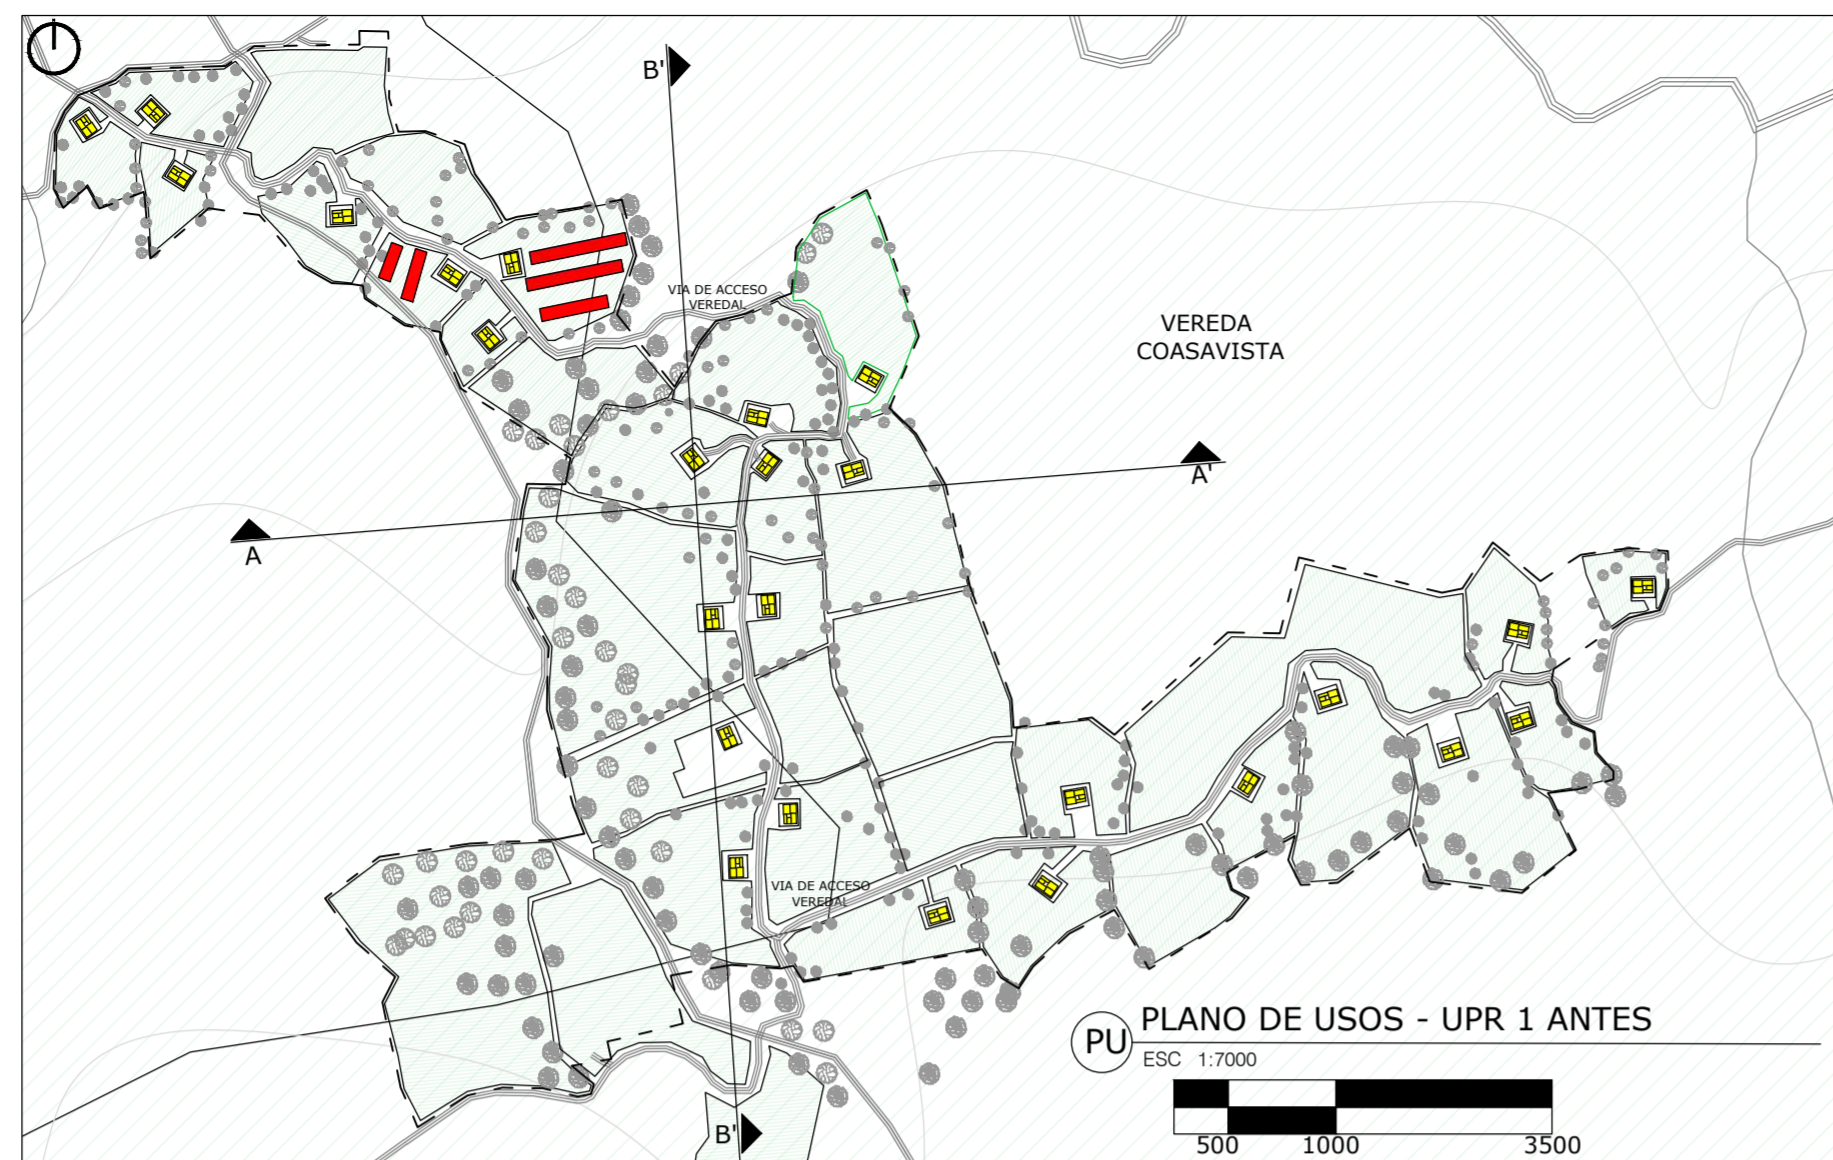 B'
VIA DE ACCESO
VEREDAL
VEREDA
COASAVISTA
A'
A
VIA DE ACCESO
VEREDAL
PU
PLANO DE USOS - UPR 1 ANTES
ESC 1:7000
B'
500 1000 3500